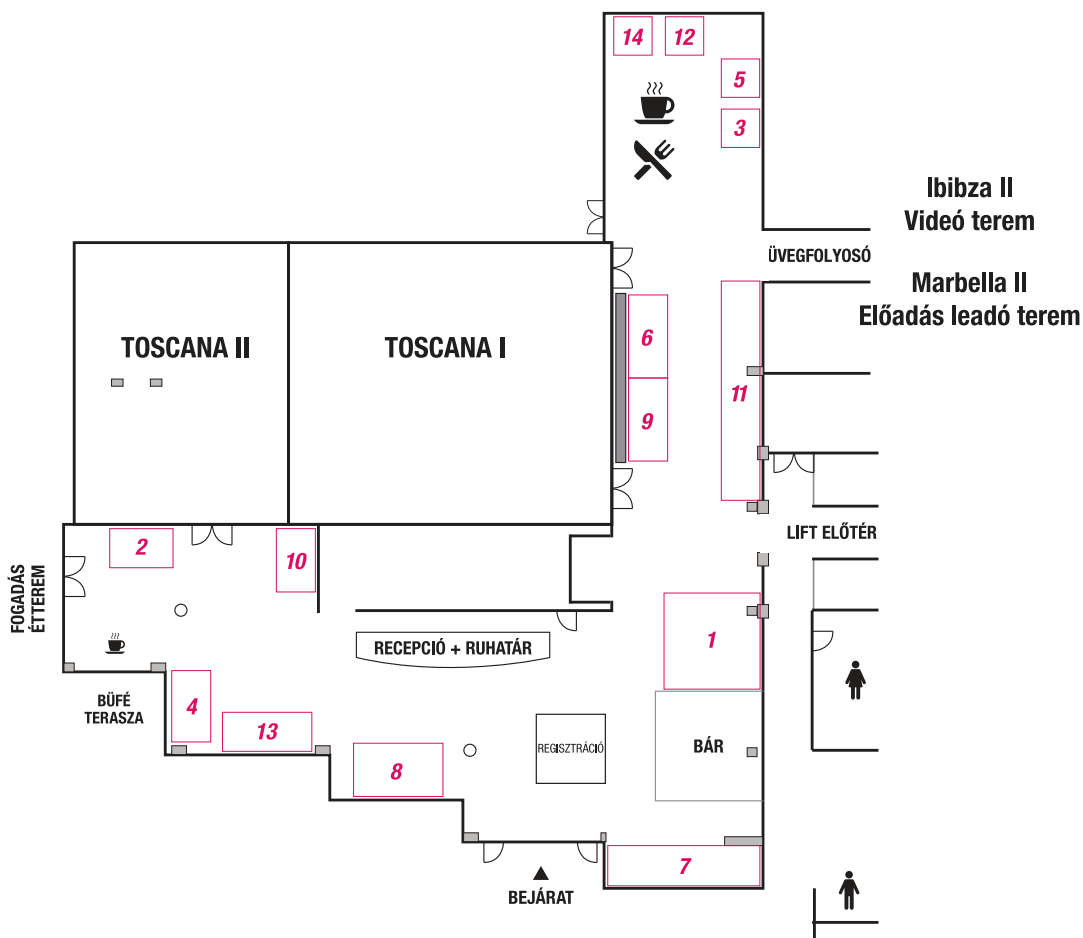 14
12
5
3
Ibibza II
Videó terem
ÜVEGFOLYOSÓ
Marbella II
Előadás leadó terem
TOSCANA II
TOSCANA I
6
9
11
2
10
LIFT ELŐTÉR
FOGADÁS
ÉTTEREM
1
RECEPCIÓ + RUHATÁR
BÜFÉ
TERASZA
4
13
8
REGISZTRÁCIÓ
BÁR
7
BEJÁRAT